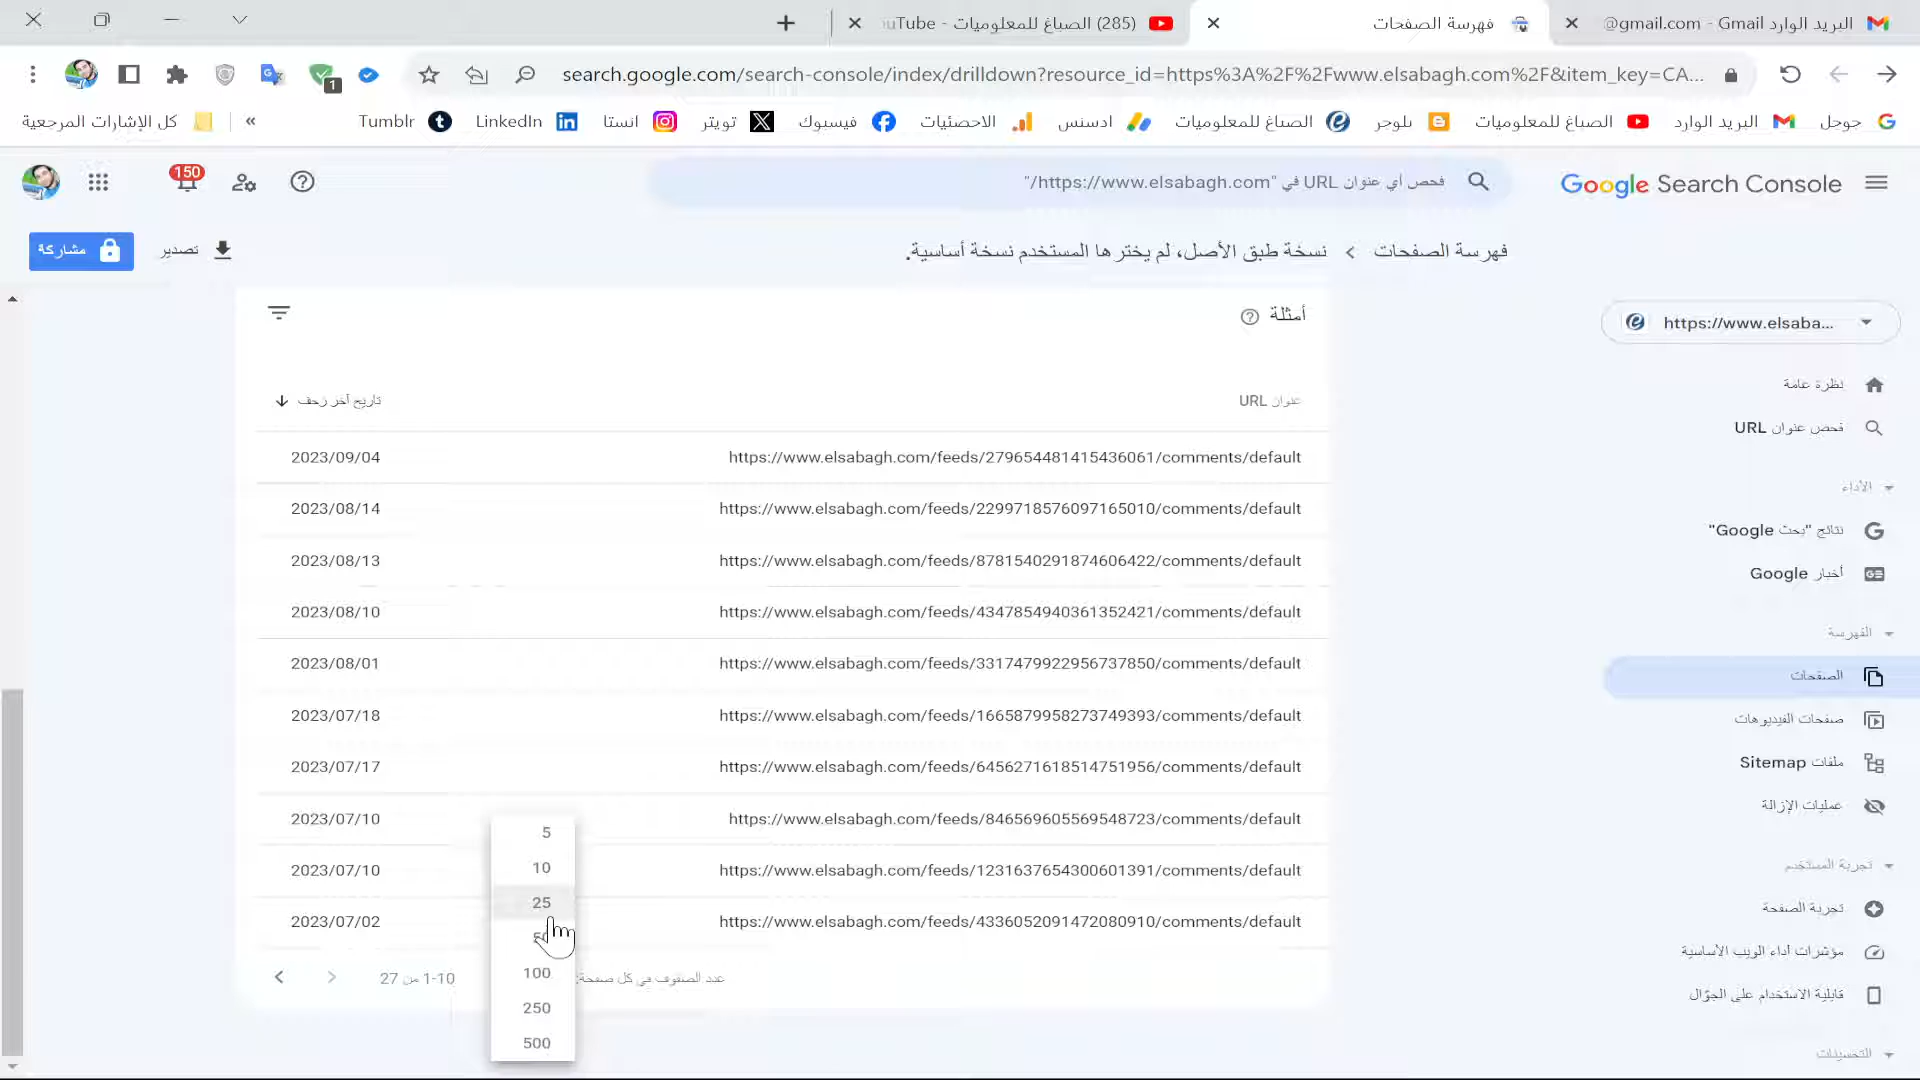 البريد الوارد Gmail - @gmail.com
فهرسة الصفحات
(285) الصباغ للمعلوميات - YouTube
search.google.com/search-console/index/drilldown?resource_id=https%3A%2F%2Fwww.elsabagh.com%2F&item_key=CA...
1
جوجل
البريد الوارد
الصباغ للمعلوميات
بلوجر
الصباغ للمعلوميات
ادسنس
الاحصئيات
فيسبوك
تويتر
انستا
LinkedIn
Tumblr
»
كل الإشارات المرجعية
Google Search Console
فحص أي عنوان URL في "https://www.elsabagh.com/"
150
فهرسة الصفحات
نسخة طبق الأصل، لم يخترها المستخدم نسخة أساسية.
تصدير
مشاركة
https://www.elsaba...
نظرة عامة
فحص عنوان URL
الأداء
نتائج "بحث Google"
أخبار Google
الفهرسة
الصفحات
صفحات الفيديوهات
ملفات Sitemap
عمليات الإزالة
تجربة المستخدم
تجربة الصفحة
مؤشرات أداء الويب الأساسية
قابلية الاستخدام على الجوّال
التحسينات
أمثلة
عنوان URL
تاريخ آخر زحف
https://www.elsabagh.com/feeds/279654481415436061/comments/default 2023/09/04
https://www.elsabagh.com/feeds/2299718576097165010/comments/default 2023/08/14
https://www.elsabagh.com/feeds/8781540291874606422/comments/default 2023/08/13
https://www.elsabagh.com/feeds/4347854940361352421/comments/default 2023/08/10
https://www.elsabagh.com/feeds/3317479922956737850/comments/default 2023/08/01
https://www.elsabagh.com/feeds/1665879958273749393/comments/default 2023/07/18
https://www.elsabagh.com/feeds/6456271618514751956/comments/default 2023/07/17
https://www.elsabagh.com/feeds/846569605569548723/comments/default 2023/07/10
https://www.elsabagh.com/feeds/1231637654300601391/comments/default 2023/07/10
https://www.elsabagh.com/feeds/4336052091472080910/comments/default 2023/07/02
عدد الصفوف في كل صفحة:
5
10
25
100
250
500
1-10 من 27